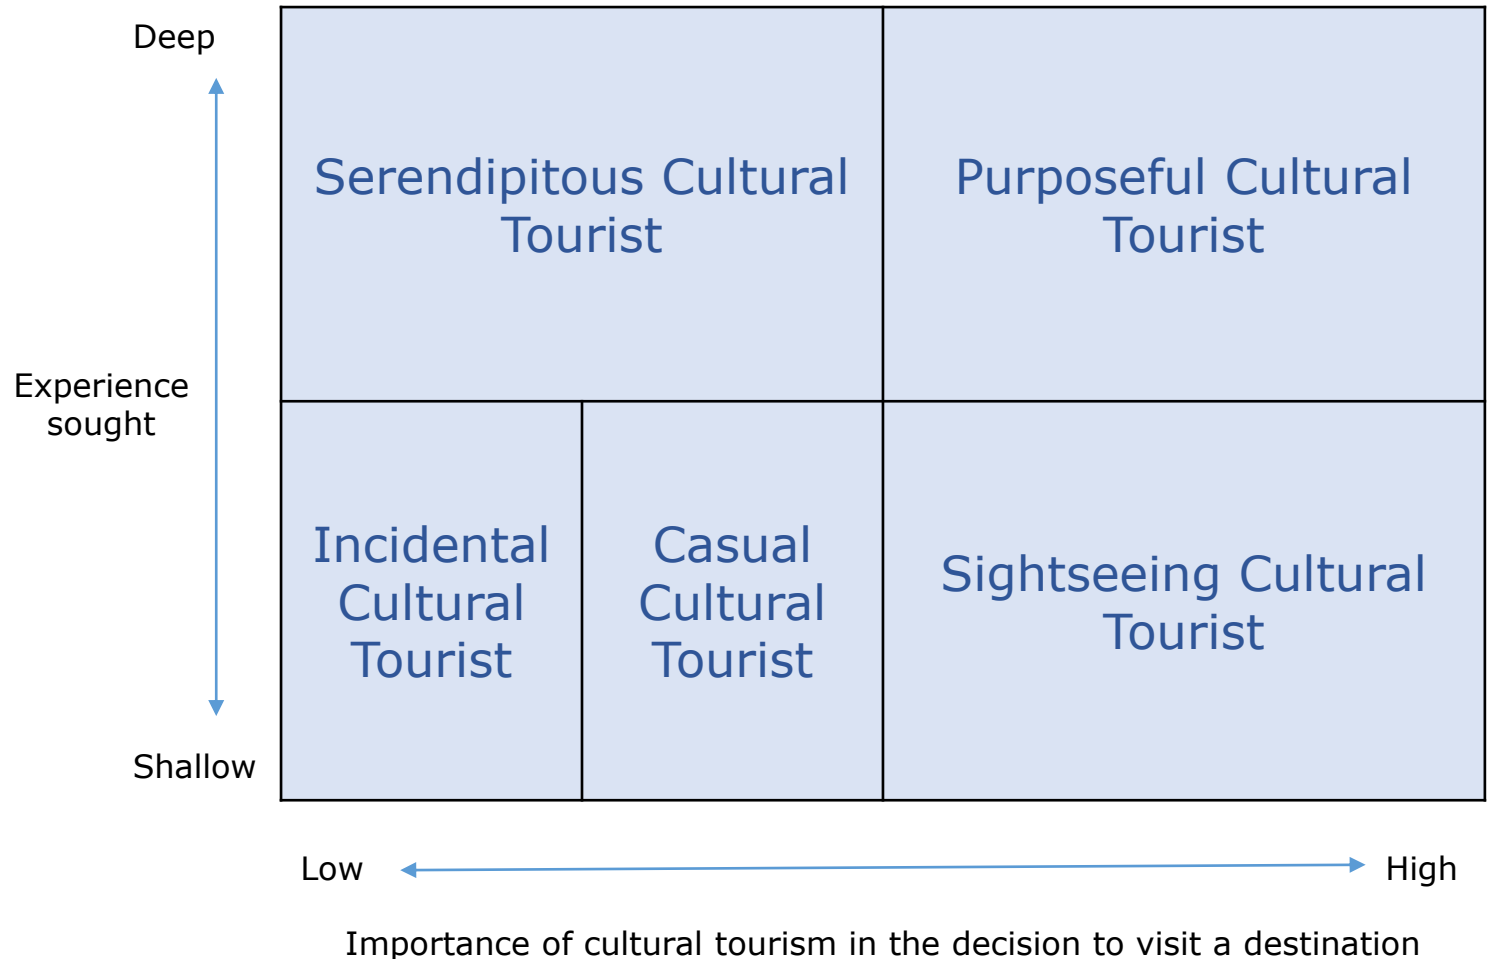 Deep
Serendipitous Cultural
Tourist
Purposeful Cultural
Tourist
Experience
sought
Incidental
Cultural
Tourist
Casual
Cultural
Tourist
Sightseeing Cultural
Tourist
Shallow
Low
High
Importance of cultural tourism in the decision to visit a destination